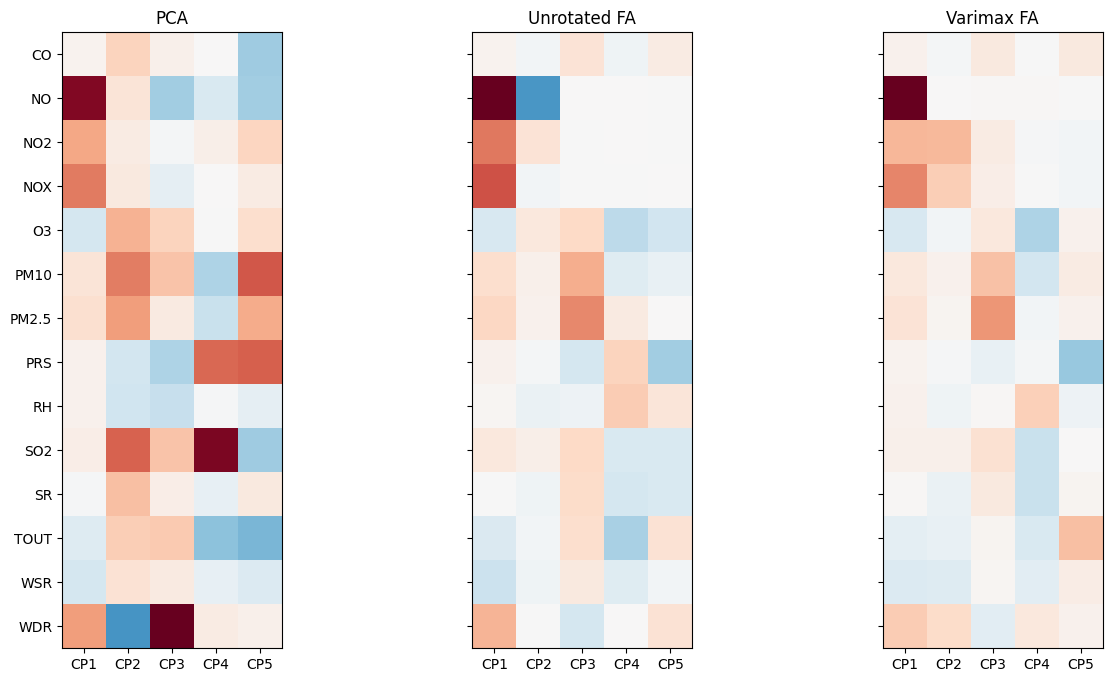 PCA
Unrotated FA
Varimax FA
CO
NO
NO2
NOX
O3
PM10
PM2.5
PRS
RH
SO2
SR
TOUT
WSR
WDR
CP1 CP2 CP3 CP4 CP5
CP1 CP2 CP3 CP4 CP5
CP1 CP2 CP3 CP4 CP5